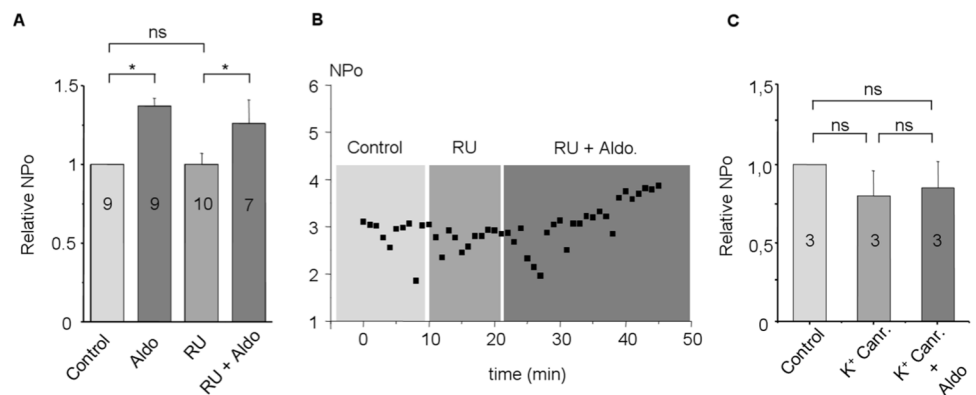 A
ns
*
*
1.5
1
0.5
0
Relative NPo
9
9
10
7
Control
Aldo
RU
RU + Aldo
B
NPo
6
5
4
3
2
1
Control
RU
RU + Aldo.
0
10
20
30
40
50
time (min)
C
ns
ns
ns
1,5
1,0
0,5
0
Relative NPo
3
3
3
Control
K⁺ Canr.
K⁺ Canr.
+
Aldo